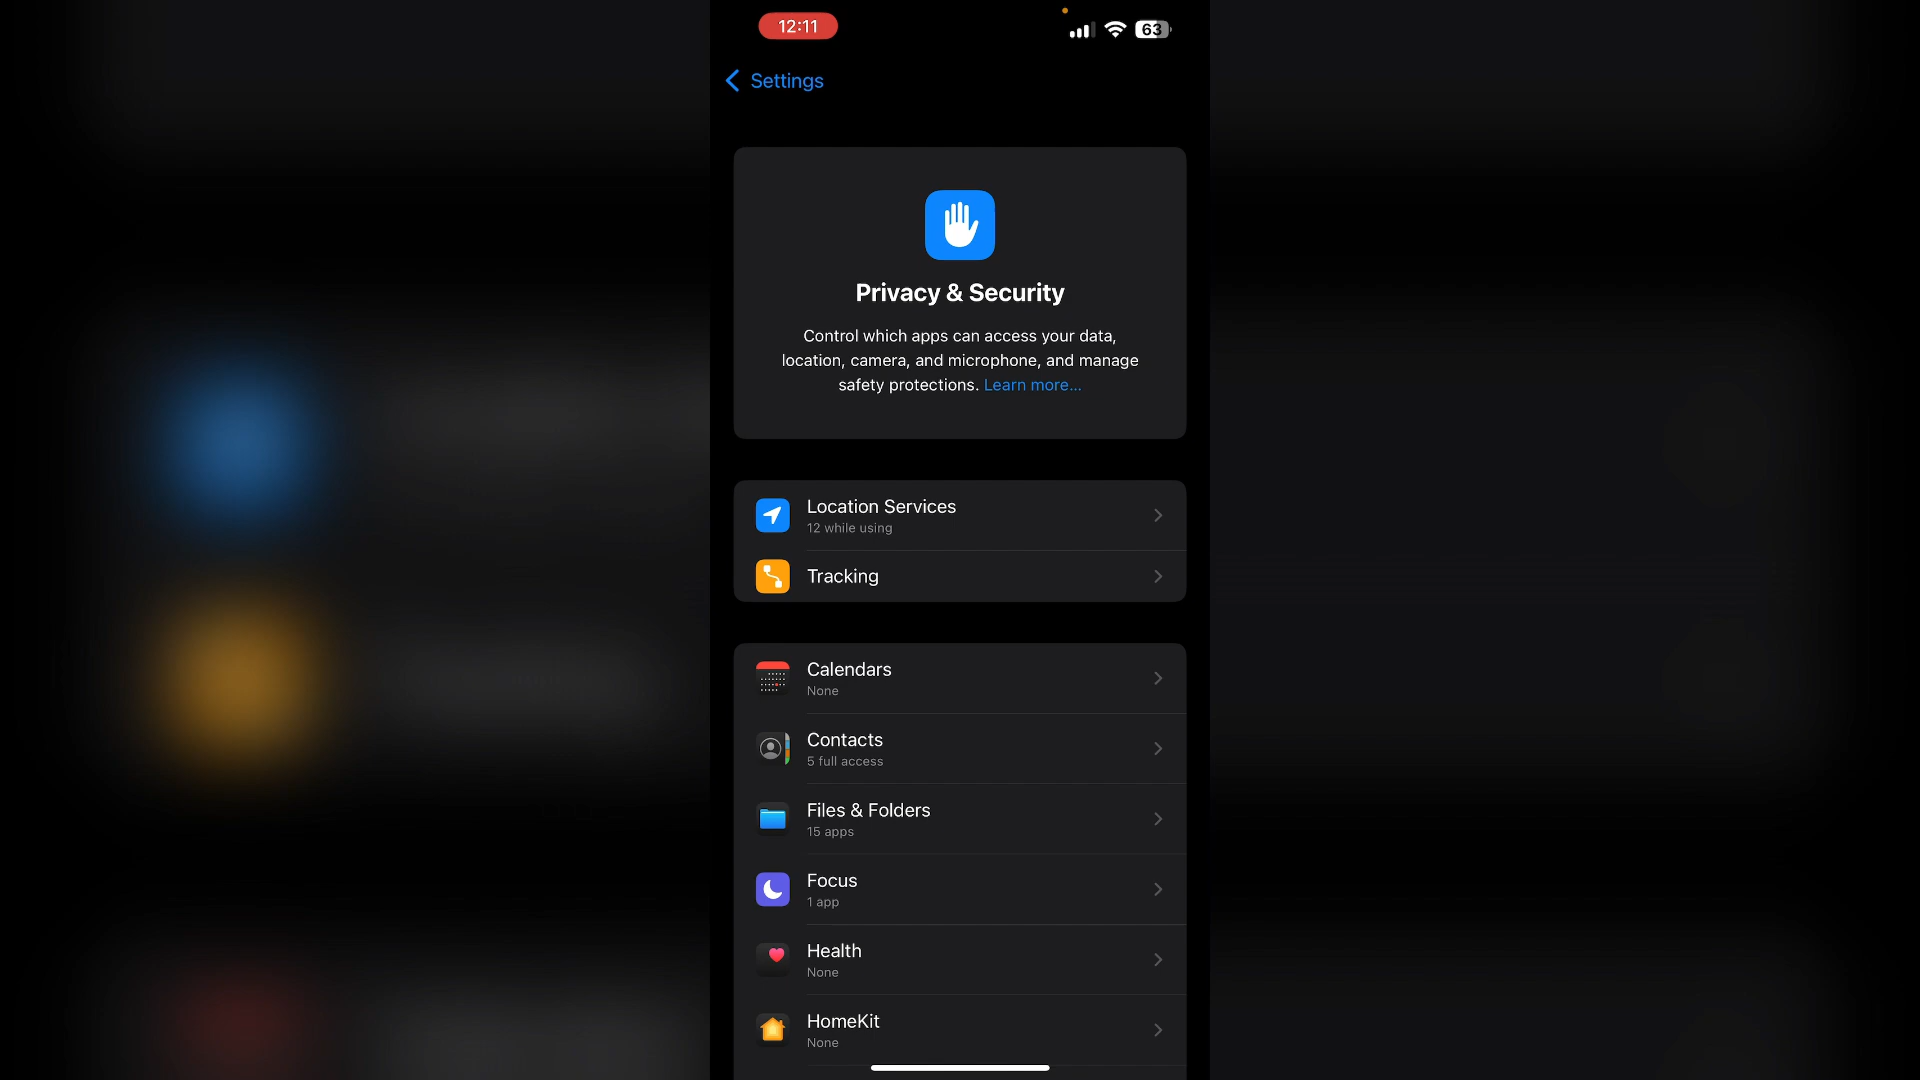 12:11
63
Settings
Privacy & Security
Control which apps can access your data,
location, camera, and microphone, and manage
safety protections. Learn more...
Location Services
12 while using
Tracking
Calendars
None
Contacts
5 full access
Files & Folders
15 apps
Focus
1 app
Health
None
HomeKit
None